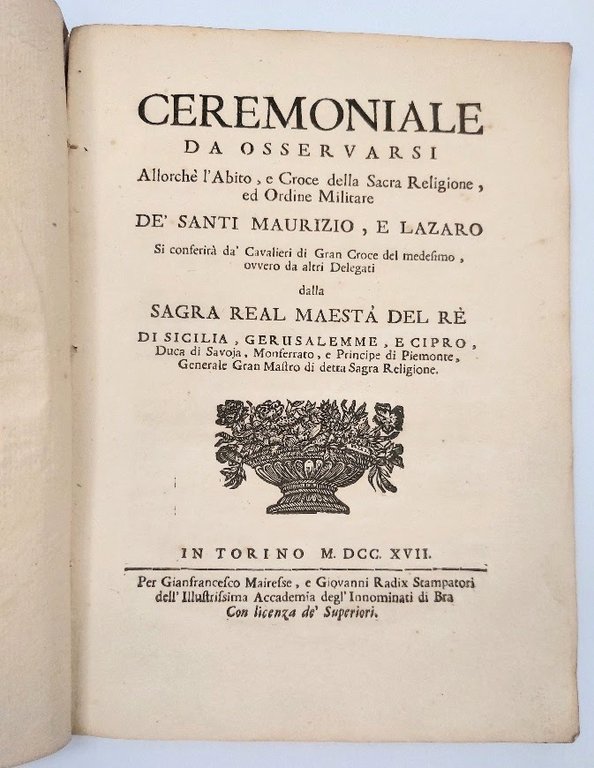 CEREMONIALE
DA OSSERVARSI
Allorchè l'Abito, e Croce della Sacra Religione,
ed Ordine Militare
DE' SANTI MAURIZIO, E LAZARO
Si conferirà da' Cavalieri di Gran Croce del medesimo,
ovvero da altri Delegati
dalla
SAGRA REAL MAESTÁ DEL RÈ
DI SICILIA, GERUSALEMME, E CIPRO,
Duca di Savoja, Monferrato, e Principe di Piemonte,
Generale Gran Mastro di detta Sagra Religione.
IN TORINO M. DCC. XVII.
Per Gianfrancesco Mairesse, e Giovanni Radix Stampatori
dell'Illustrissima Accademia degl'Innominati di Bra
Con licenza de' Superiori.